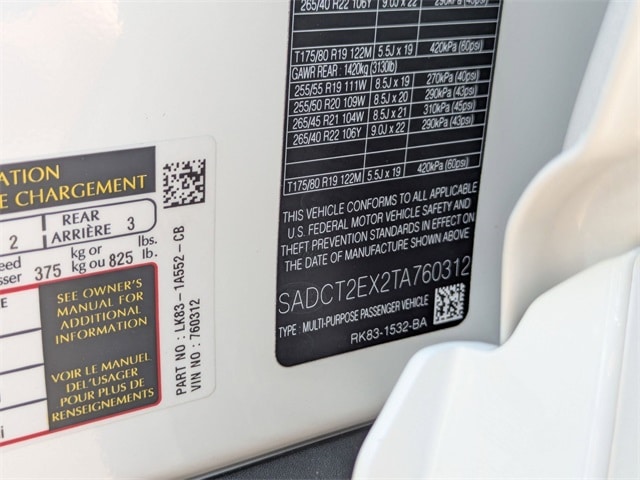 265/40 R22 106Y 9.0J x 22
T175/80 R19 122M 5.5J x 19 420kPa (60psi)
GAWR REAR : 1420kg (3130lb)
255/55 R19 111W 8.5J x 19 270kPa (40psi)
255/50 R20 109W 8.5J x 20 290kPa (43psi)
265/45 R21 104W 8.5J x 21 310kPa (45psi)
265/40 R22 106Y 9.0J x 22 290kPa (43psi)
T175/80 R19 122M 5.5J x 19 420kPa (60psi)
THIS VEHICLE CONFORMS TO ALL APPLICABLE
U.S. FEDERAL MOTOR VEHICLE SAFETY AND
THEFT PREVENTION STANDARDS IN EFFECT ON
THE DATE OF MANUFACTURE SHOWN ABOVE
SADCT2EX2TA760312
TYPE : MULTI-PURPOSE PASSENGER VEHICLE
RK83-1532-BA
CHARGEMENT
2 REAR
ARRIÈRE 3
375 kg or
kg ou 825 lbs.
lb.
SEE OWNER'S
MANUAL FOR
ADDITIONAL
INFORMATION
VOIR LE MANUEL
DE L'USAGER
POUR PLUS DE
RENSEIGNEMENTS
PART NO : LK83 - 1A552 - CB
VIN NO : 760312